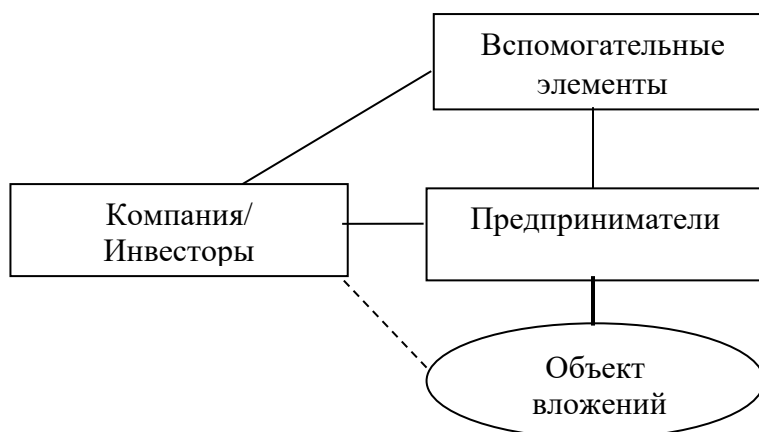 Вспомогательные
элементы
Компания/
Инвесторы
Предприниматели
Объект
вложений